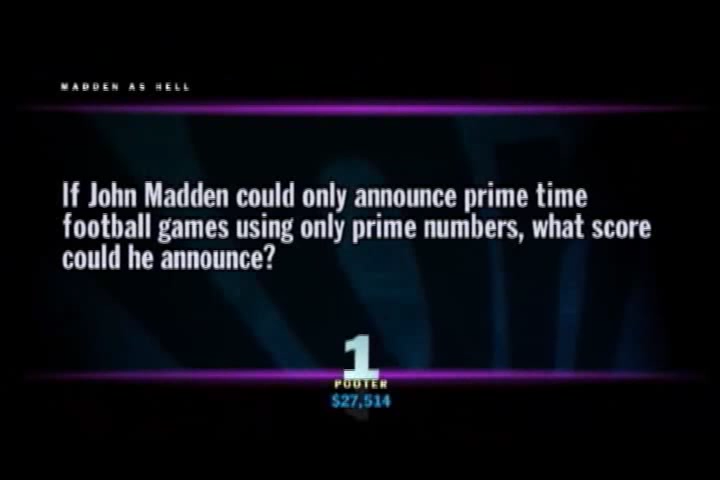 MADDEN AS HELL
If John Madden could only announce prime time
football games using only prime numbers, what score
could he announce?
1
POOTER
$27,514